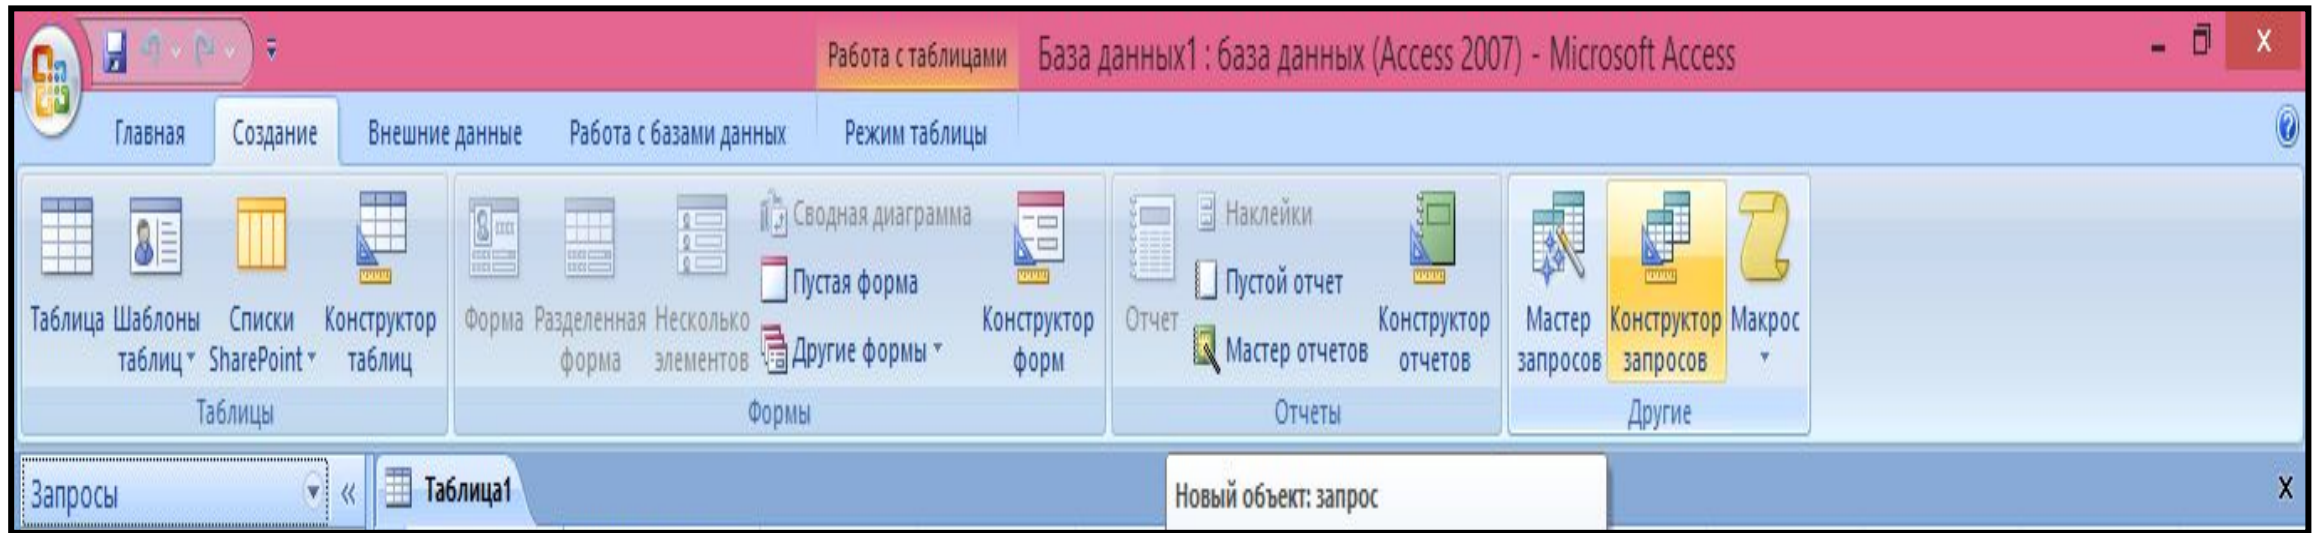 Работа с таблицами
База данных1 : база данных (Access 2007) - Microsoft Access
Главная
Создание
Внешние данные
Работа с базами данных
Режим таблицы
Таблица
Шаблоны
таблиц
Списки
SharePoint
Конструктор
таблиц
Таблицы
Форма
Разделенная
форма
Несколько
элементов
Сводная диаграмма
Пустая форма
Другие формы
Конструктор
форм
Формы
Отчет
Наклейки
Пустой отчет
Мастер отчетов
Конструктор
отчетов
Отчеты
Мастер
запросов
Конструктор
запросов
Макрос
Другие
Запросы
Таблица1
Новый объект: запрос